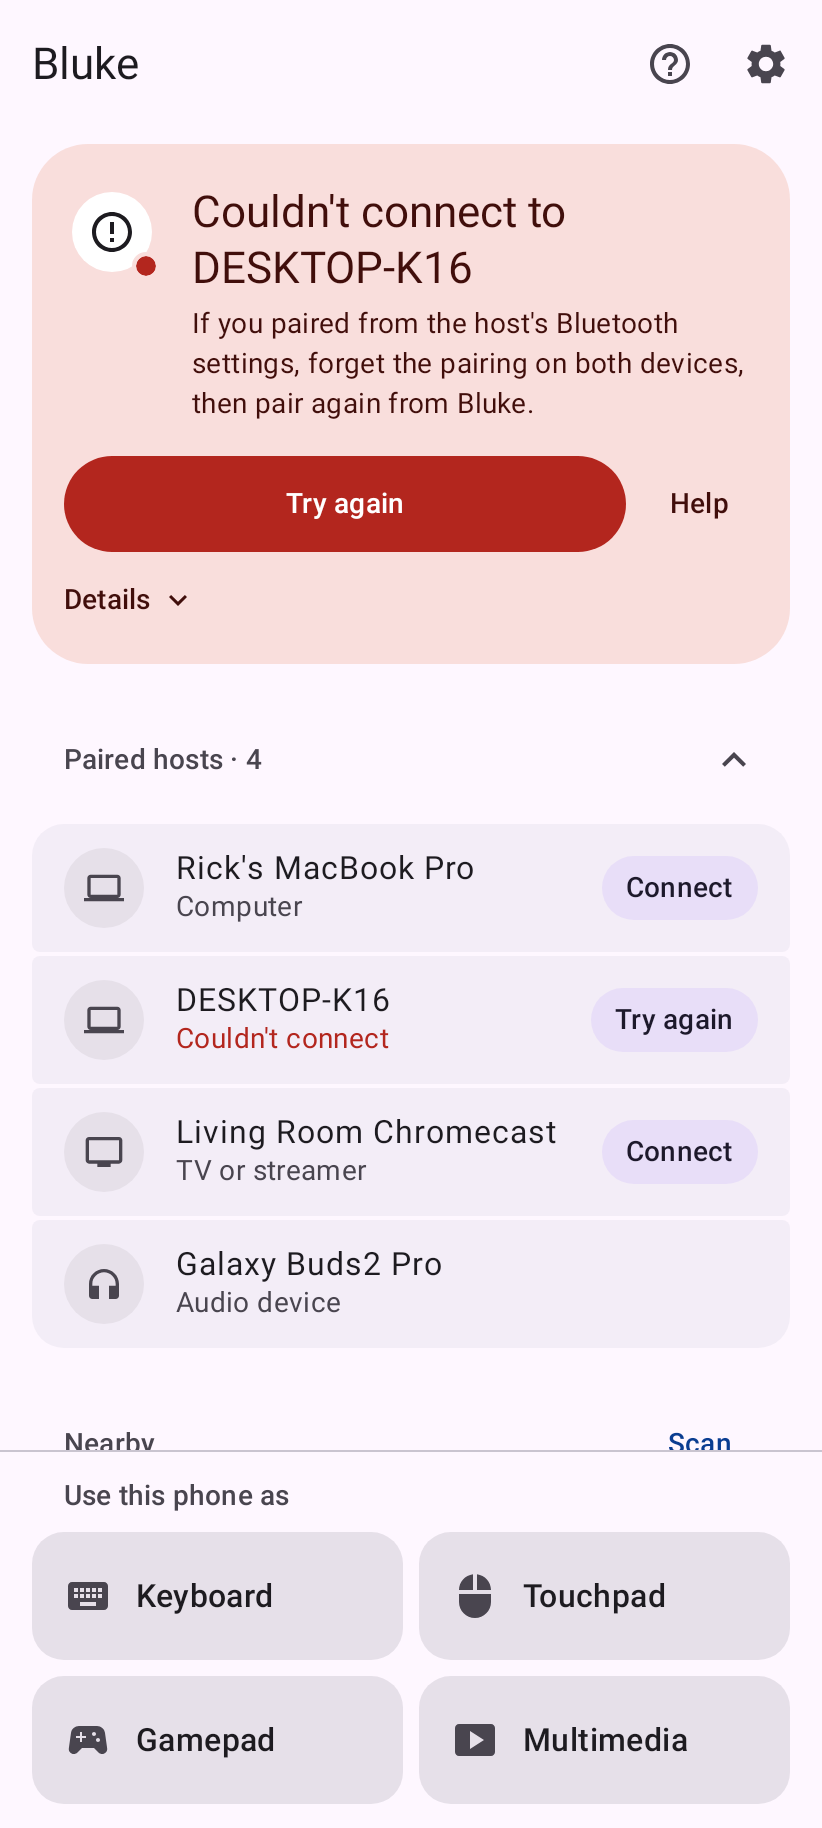 Bluke
Couldn't connect to
DESKTOP-K16
If you paired from the host's Bluetooth
settings, forget the pairing on both devices,
then pair again from Bluke.
Try again
Help
Details
Paired hosts · 4
Rick's MacBook Pro
Computer
Connect
DESKTOP-K16
Couldn't connect
Try again
Living Room Chromecast
TV or streamer
Connect
Galaxy Buds2 Pro
Audio device
Nearby
Scan
Use this phone as
Keyboard
Touchpad
Gamepad
Multimedia